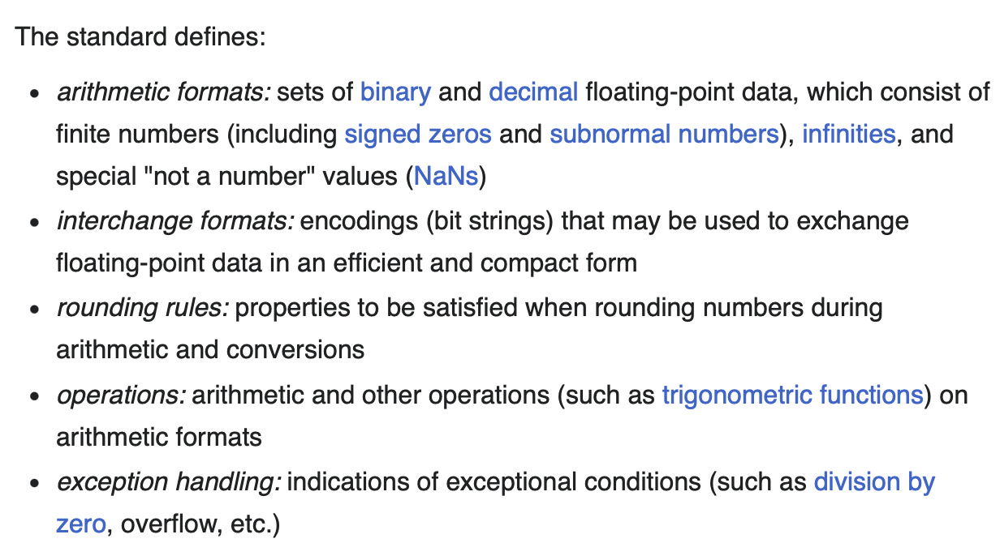 The standard defines:
• arithmetic formats: sets of binary and decimal floating-point data, which consist of
finite numbers (including signed zeros and subnormal numbers), infinities, and
special "not a number" values (NaNs)
• interchange formats: encodings (bit strings) that may be used to exchange
floating-point data in an efficient and compact form
• rounding rules: properties to be satisfied when rounding numbers during
arithmetic and conversions
• operations: arithmetic and other operations (such as trigonometric functions) on
arithmetic formats
• exception handling: indications of exceptional conditions (such as division by
zero, overflow, etc.)